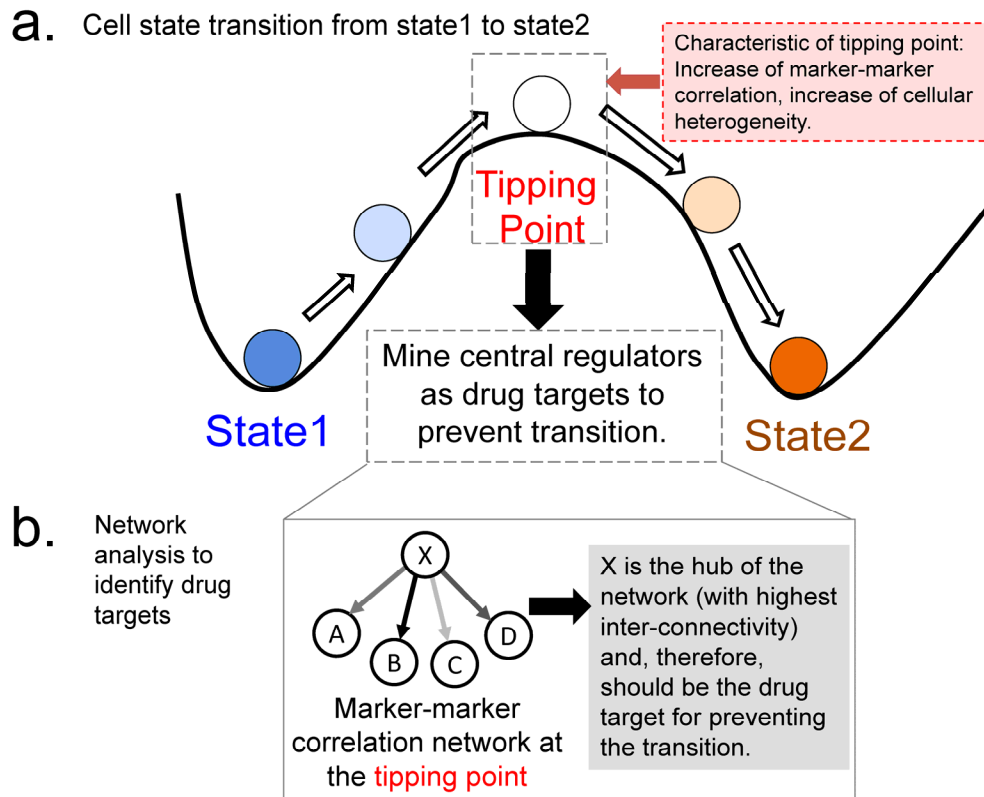 a. Cell state transition from state1 to state2
Characteristic of tipping point:
Increase of marker-marker
correlation, increase of cellular
heterogeneity.
Tipping
Point
Mine central regulators
as drug targets to
prevent transition.
State1
State2
b. Network
analysis to
identify drug
targets
X
A
B
C
D
Marker-marker
correlation network at
the tipping point
X is the hub of the
network (with highest
inter-connectivity)
and, therefore,
should be the drug
target for preventing
the transition.